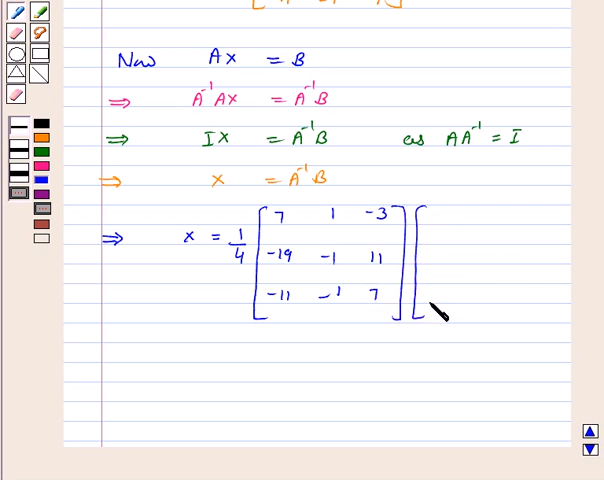 Now AX = B
⇒ A⁻¹AX = A⁻¹B
⇒ IX = A⁻¹B as AA⁻¹ = I
⇒ X = A⁻¹B
⇒ X = 1/4 [ 7 1 -3
-19 -1 11
-11 -1 7 ] [